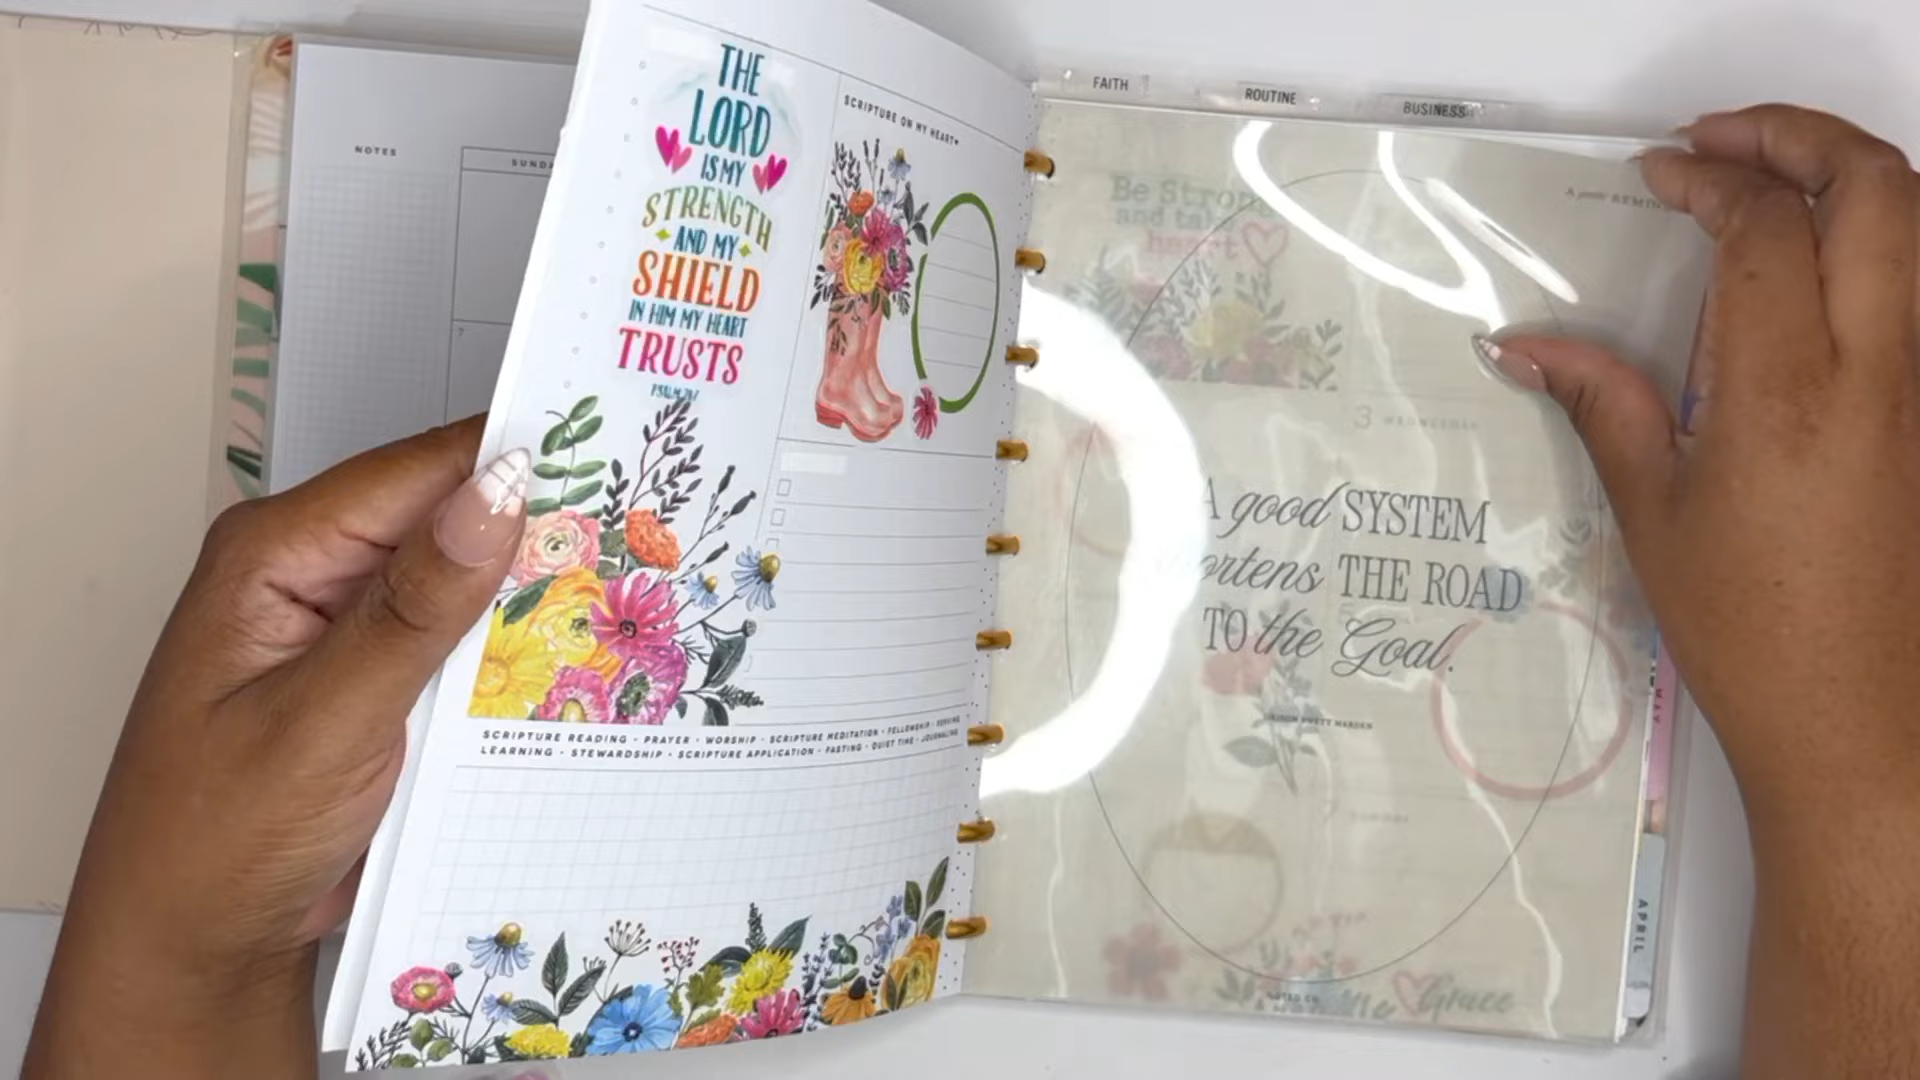 NOTES
THE
LORD
IS MY
STRENGTH
AND MY
SHIELD
IN HIM MY HEART
TRUSTS
SCRIPTURE ON MY HEART♥
SCRIPTURE READING • PRAYER • WORSHIP • SCRIPTURE MEDITATION • FELLOWSHIP • SERVING
LEARNING • STEWARDSHIP • SCRIPTURE APPLICATION • FASTING • QUIET TIME • JOURNALING
FAITH
ROUTINE
BUSINESS
Be Strong
and take
heart
3 WEDNESDAY
A good SYSTEM
THE ROAD
TO the Goal.
Grace
MAY
APRIL